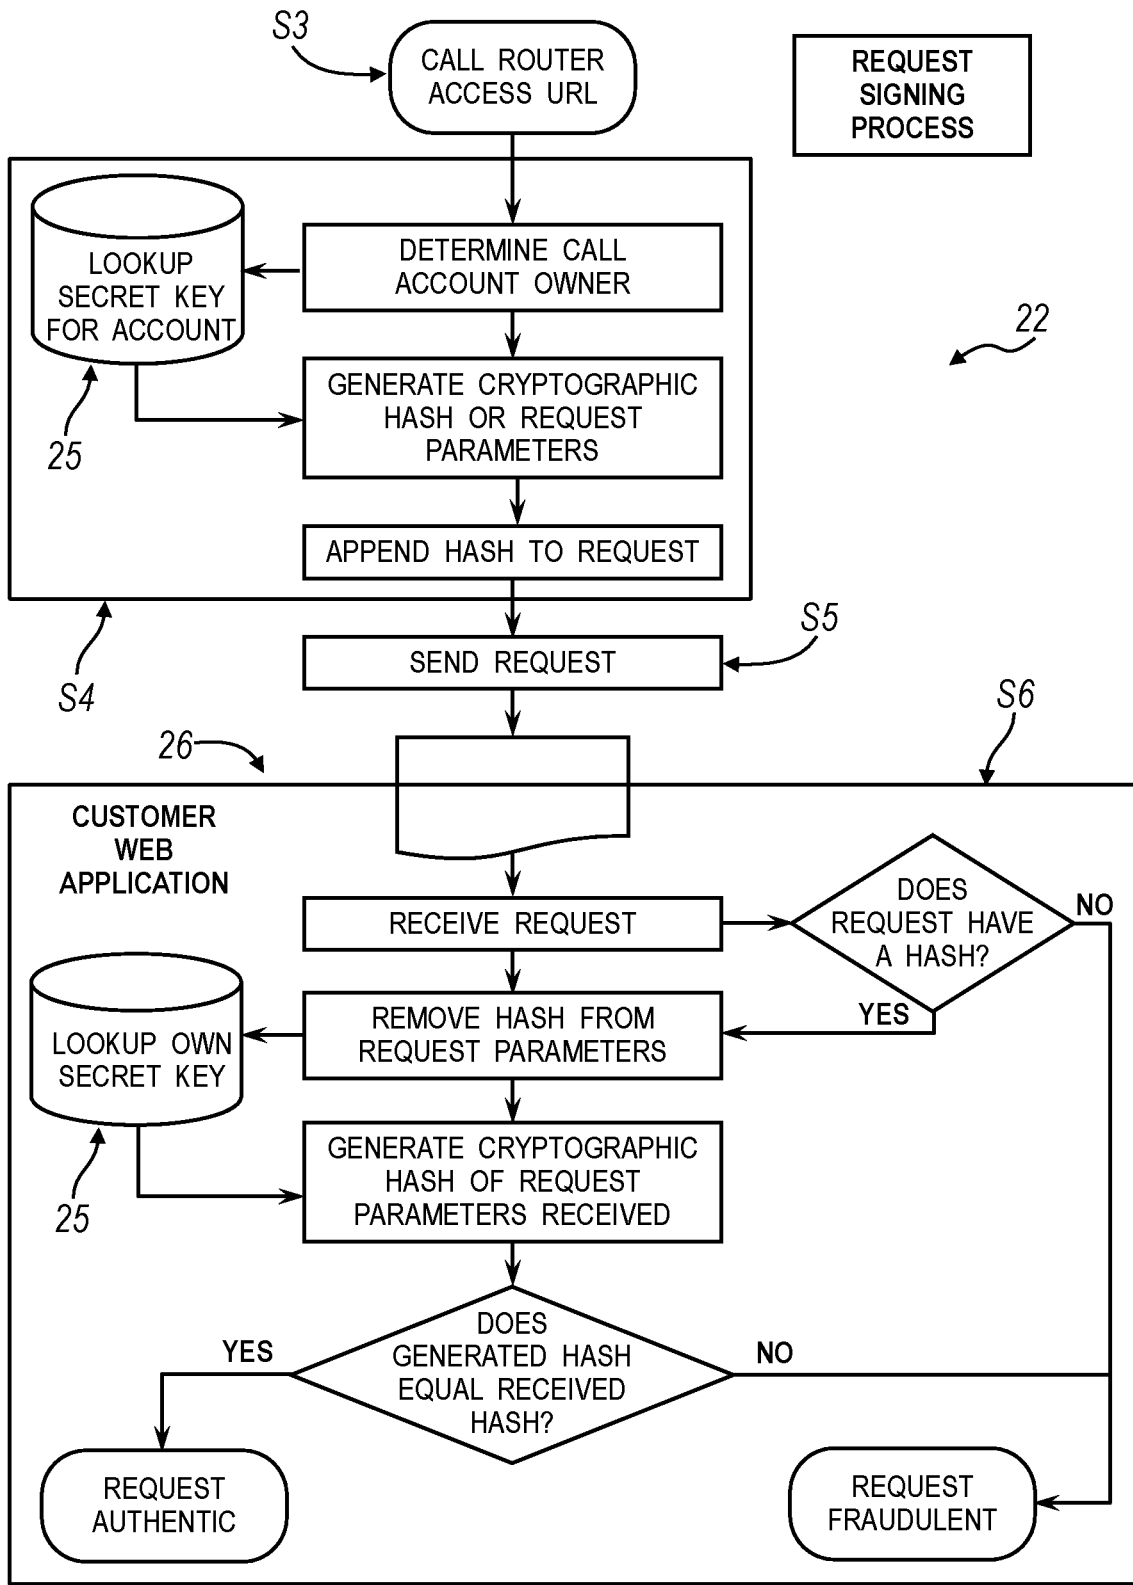 S3
CALL ROUTER
ACCESS URL
REQUEST
SIGNING
PROCESS
LOOKUP
SECRET KEY
FOR ACCOUNT
DETERMINE CALL
ACCOUNT OWNER
22
GENERATE CRYPTOGRAPHIC
HASH OR REQUEST
PARAMETERS
25
APPEND HASH TO REQUEST
S4
SEND REQUEST
S5
26
S6
CUSTOMER
WEB
APPLICATION
RECEIVE REQUEST
DOES
REQUEST HAVE
A HASH?
NO
YES
REMOVE HASH FROM
REQUEST PARAMETERS
LOOKUP OWN
SECRET KEY
25
GENERATE CRYPTOGRAPHIC
HASH OF REQUEST
PARAMETERS RECEIVED
YES
DOES
GENERATED HASH
EQUAL RECEIVED
HASH?
NO
REQUEST
AUTHENTIC
REQUEST
FRAUDULENT